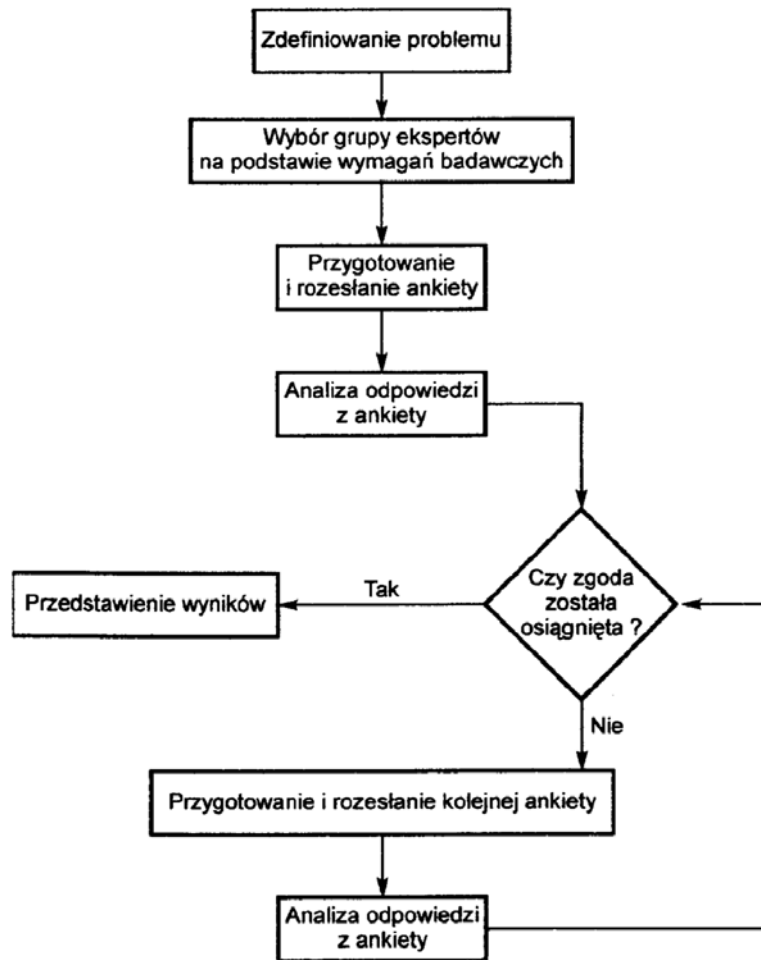 Zdefiniowanie problemu
Wybór grupy ekspertów
na podstawie wymagań badawczych
Przygotowanie
i rozesłanie ankiety
Analiza odpowiedzi
z ankiety
Czy zgoda
została
osiągnięta ?
Tak
Przedstawienie wyników
Nie
Przygotowanie i rozesłanie kolejnej ankiety
Analiza odpowiedzi
z ankiety